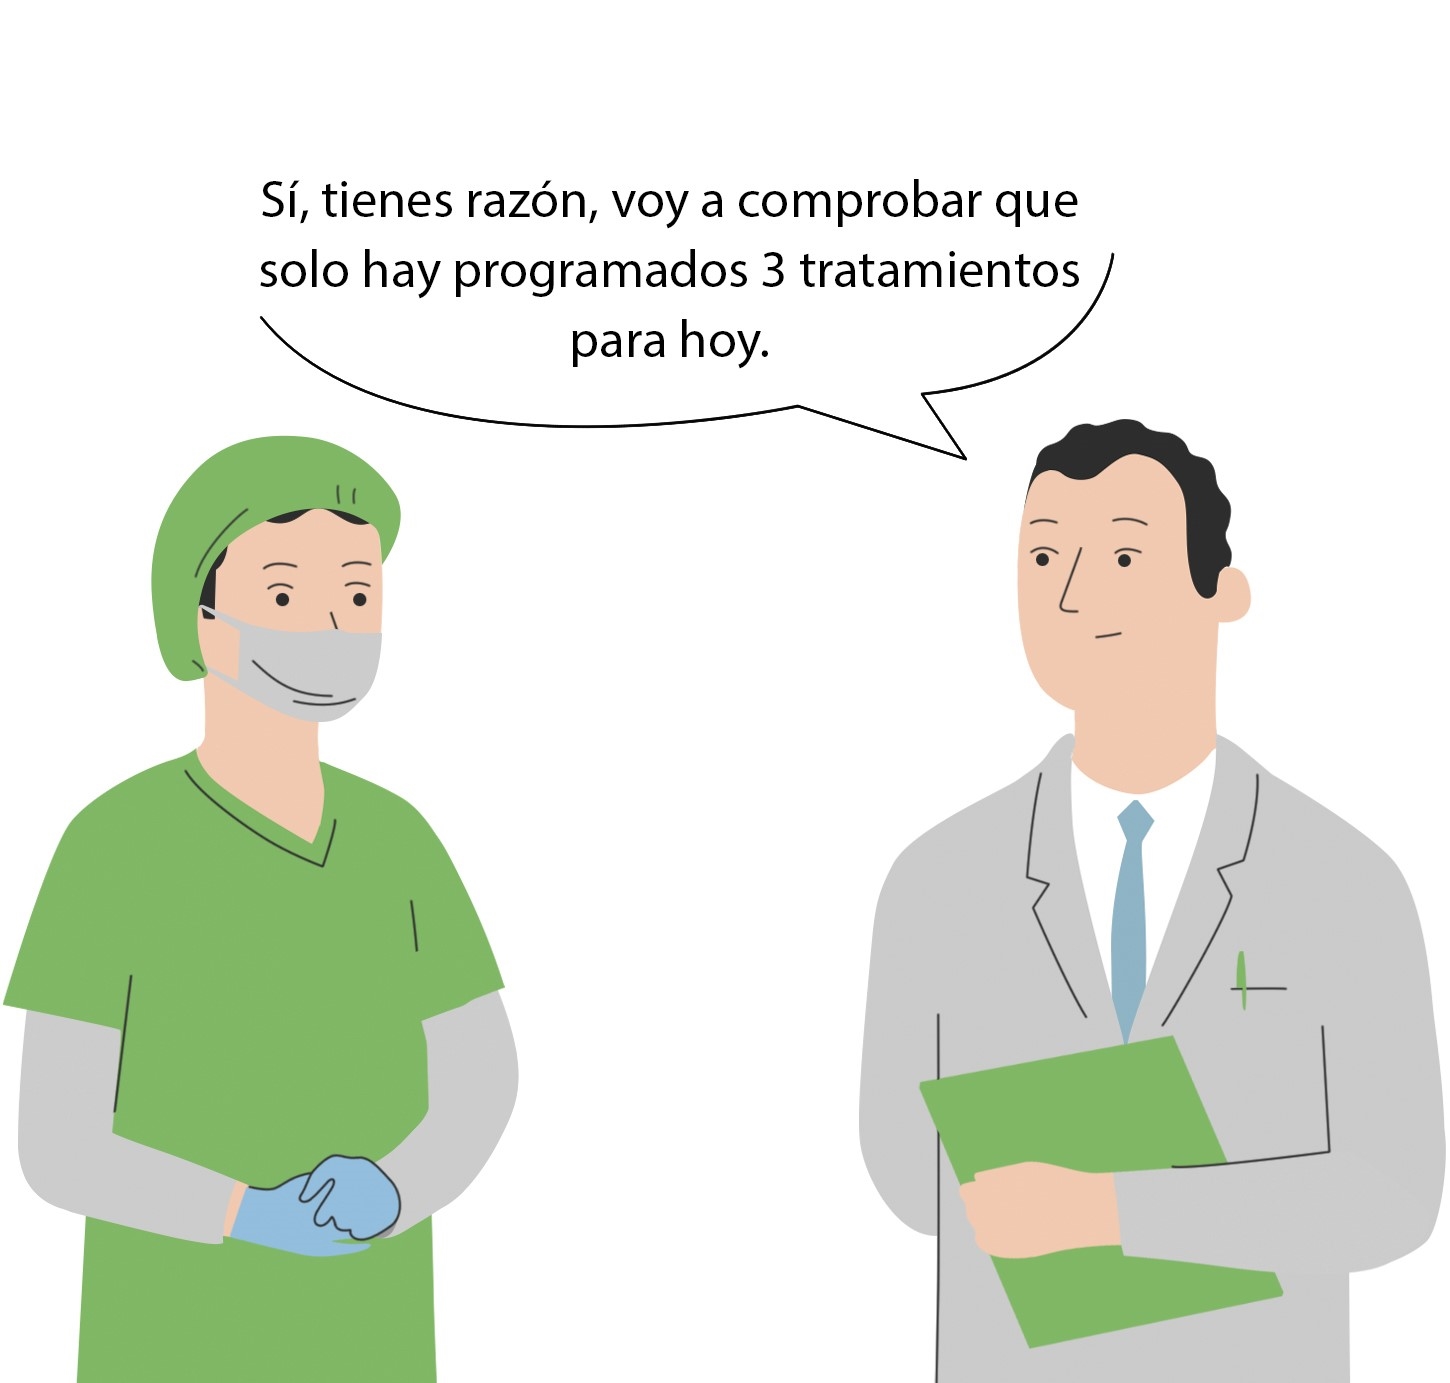 Sí, tienes razón, voy a comprobar que
solo hay programados 3 tratamientos
para hoy.